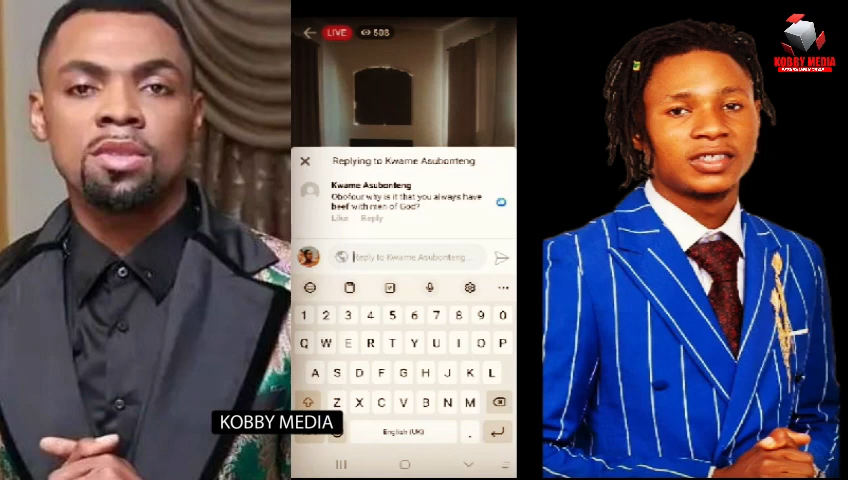 LIVE 588
Replying to Kwame Asubonteng
Kwame Asubonteng
Obofour why is it that you always have
beef with men of God?
Like Reply
Reply to Kwame Asubonteng...
1 2 3 4 5 6 7 8 9 0
Q W E R T Y U I O P
A S D F G H J K L
Z X C V B N M
English (UK) .
KOBBY MEDIA
KOBBY MEDIA